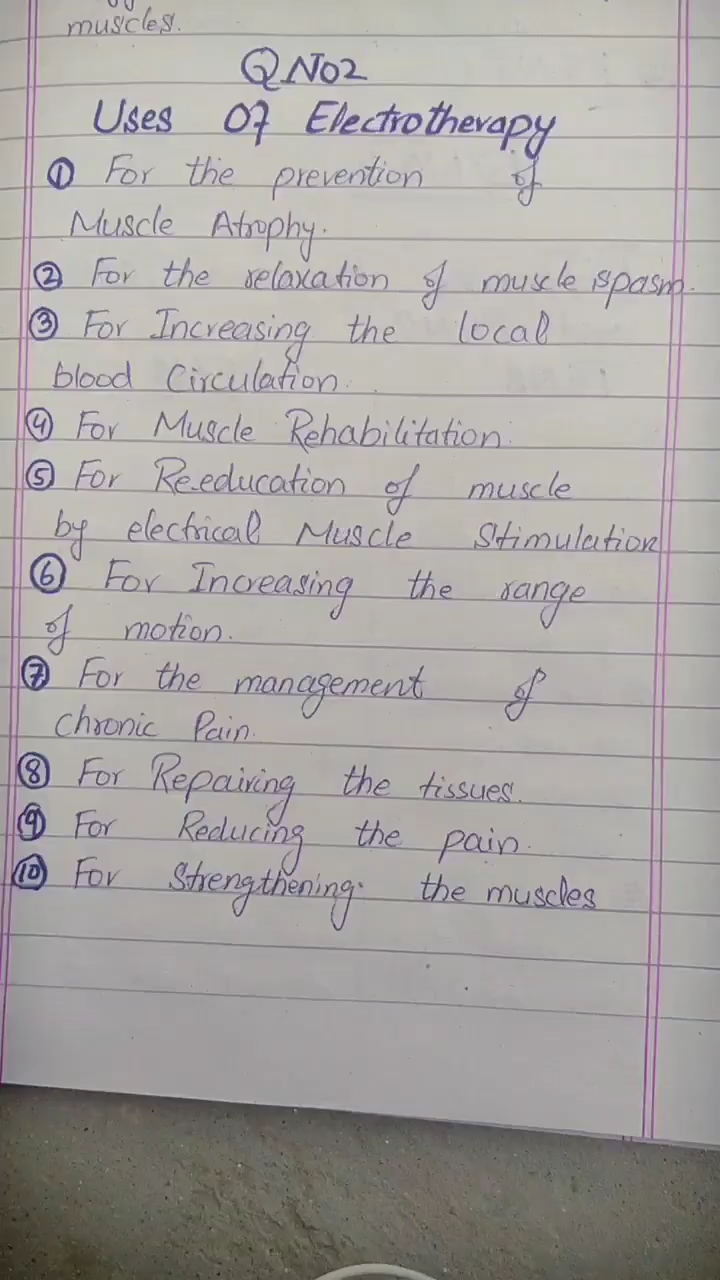 muscles.
Q No 2
Uses Of Electrotherapy
① For the prevention of
Muscle Atrophy.
② For the relaxation of muscle spasm.
③ For Increasing the local
blood Circulation.
④ For Muscle Rehabilitation.
⑤ For Re-education of muscle
by electrical Muscle Stimulation
⑥ For Increasing the range
of motion.
⑦ For the management of
chronic Pain.
⑧ For Repairing the tissues.
⑨ For Reducing the pain.
⑩ For Strengthening. the muscles